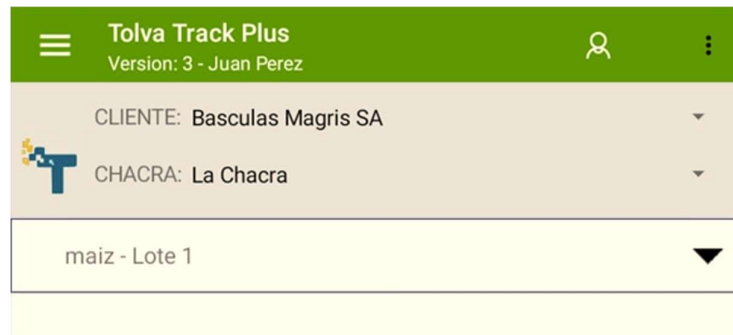 Tolva Track Plus
Version: 3 - Juan Perez
CLIENTE: Basculas Magris SA
CHACRA: La Chacra
maiz - Lote 1